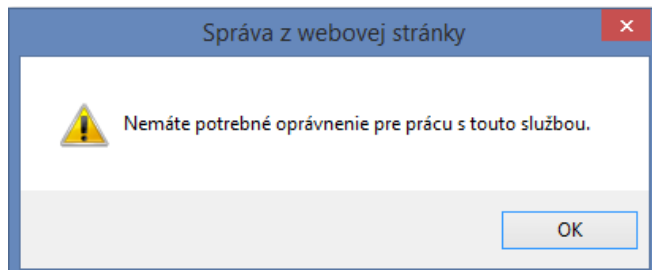 Správa z webovej stránky
Nemáte potrebné oprávnenie pre prácu s touto službou.
OK